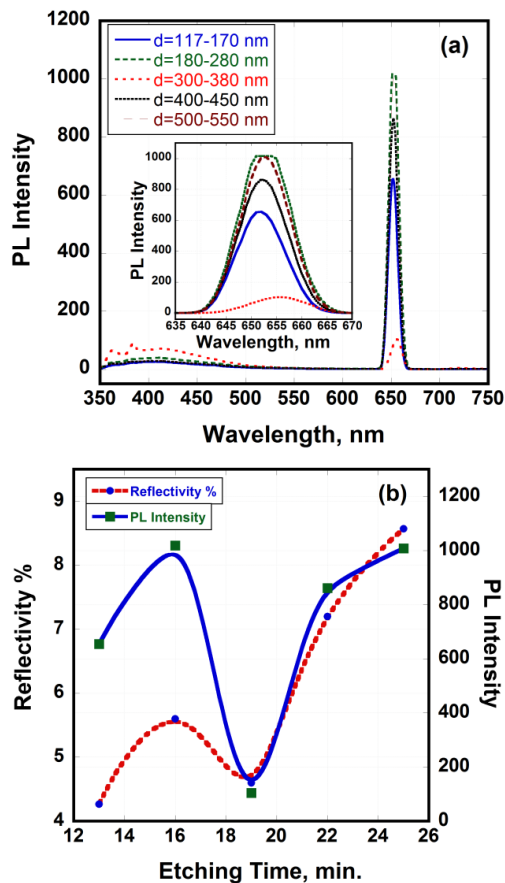 1200
(a)
d=117-170 nm
d=180-280 nm
d=300-380 nm
d=400-450 nm
d=500-550 nm
1000
800
600
400
200
0
PL Intensity
1000
800
600
400
200
0
PL Intensity
635 640 645 650 655 660 665 670
Wavelength, nm
350 400 450 500 550 600 650 700 750
Wavelength, nm
(b)
Reflectivity %
PL Intensity
9
8
7
6
5
4
Reflectivity %
1200
1000
800
600
400
200
0
PL Intensity
12 14 16 18 20 22 24 26
Etching Time, min.